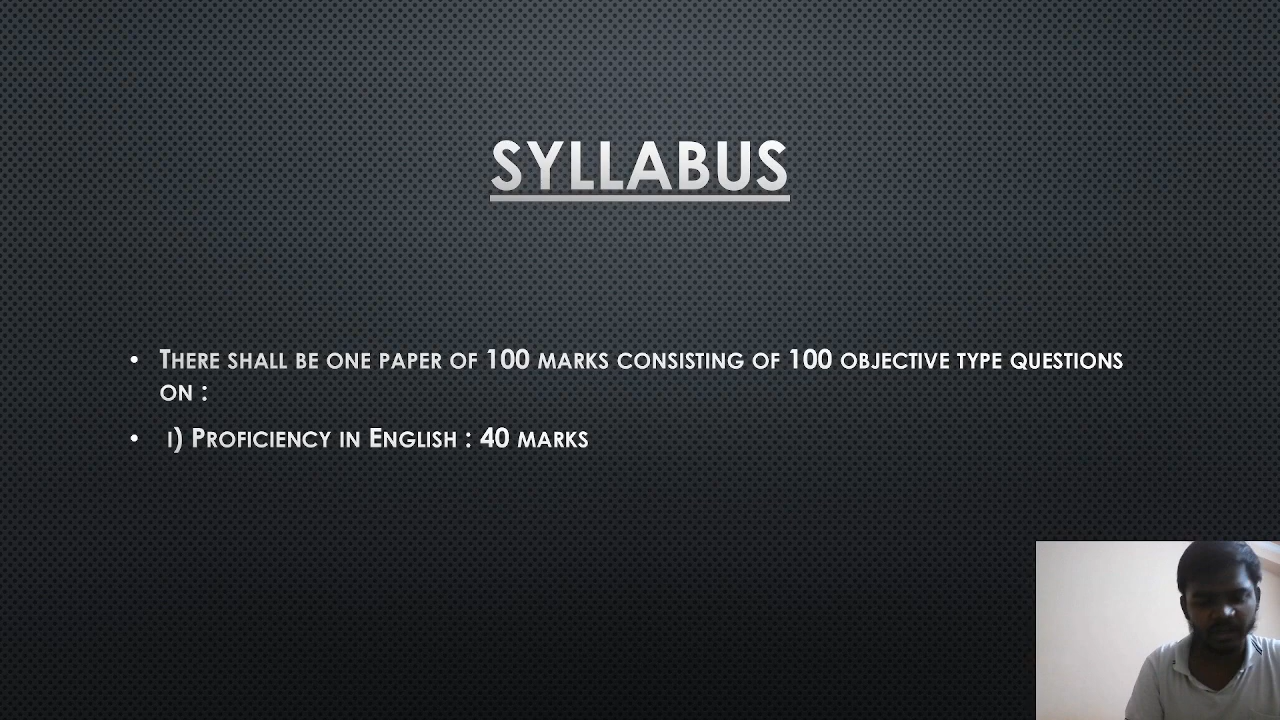 SYLLABUS
• There shall be one paper of 100 marks consisting of 100 objective type questions
on :
• i) Proficiency in English : 40 marks